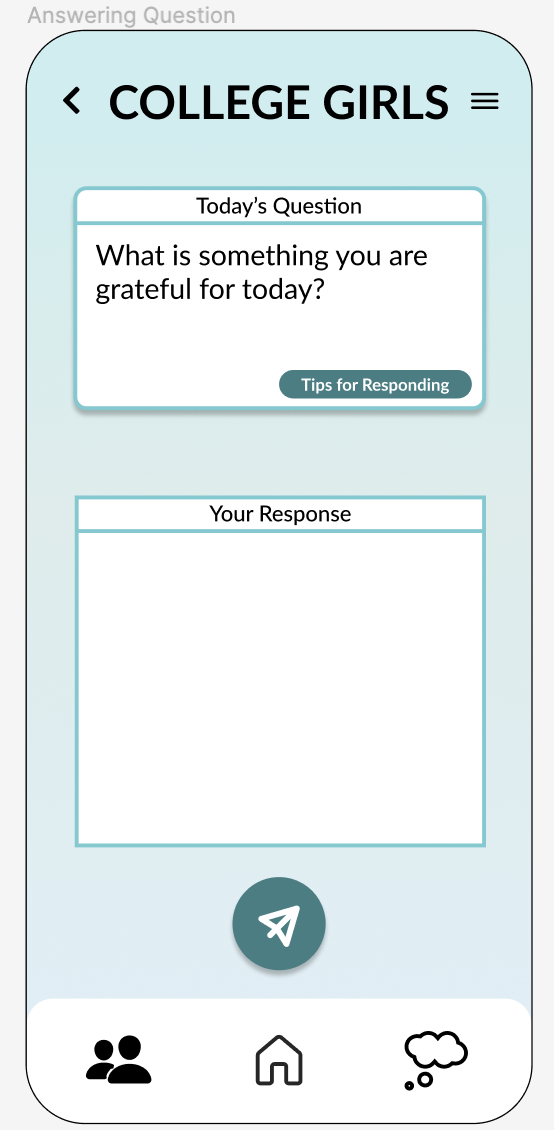 Answering Question
COLLEGE GIRLS
Today's Question
What is something you are
grateful for today?
Tips for Responding
Your Response